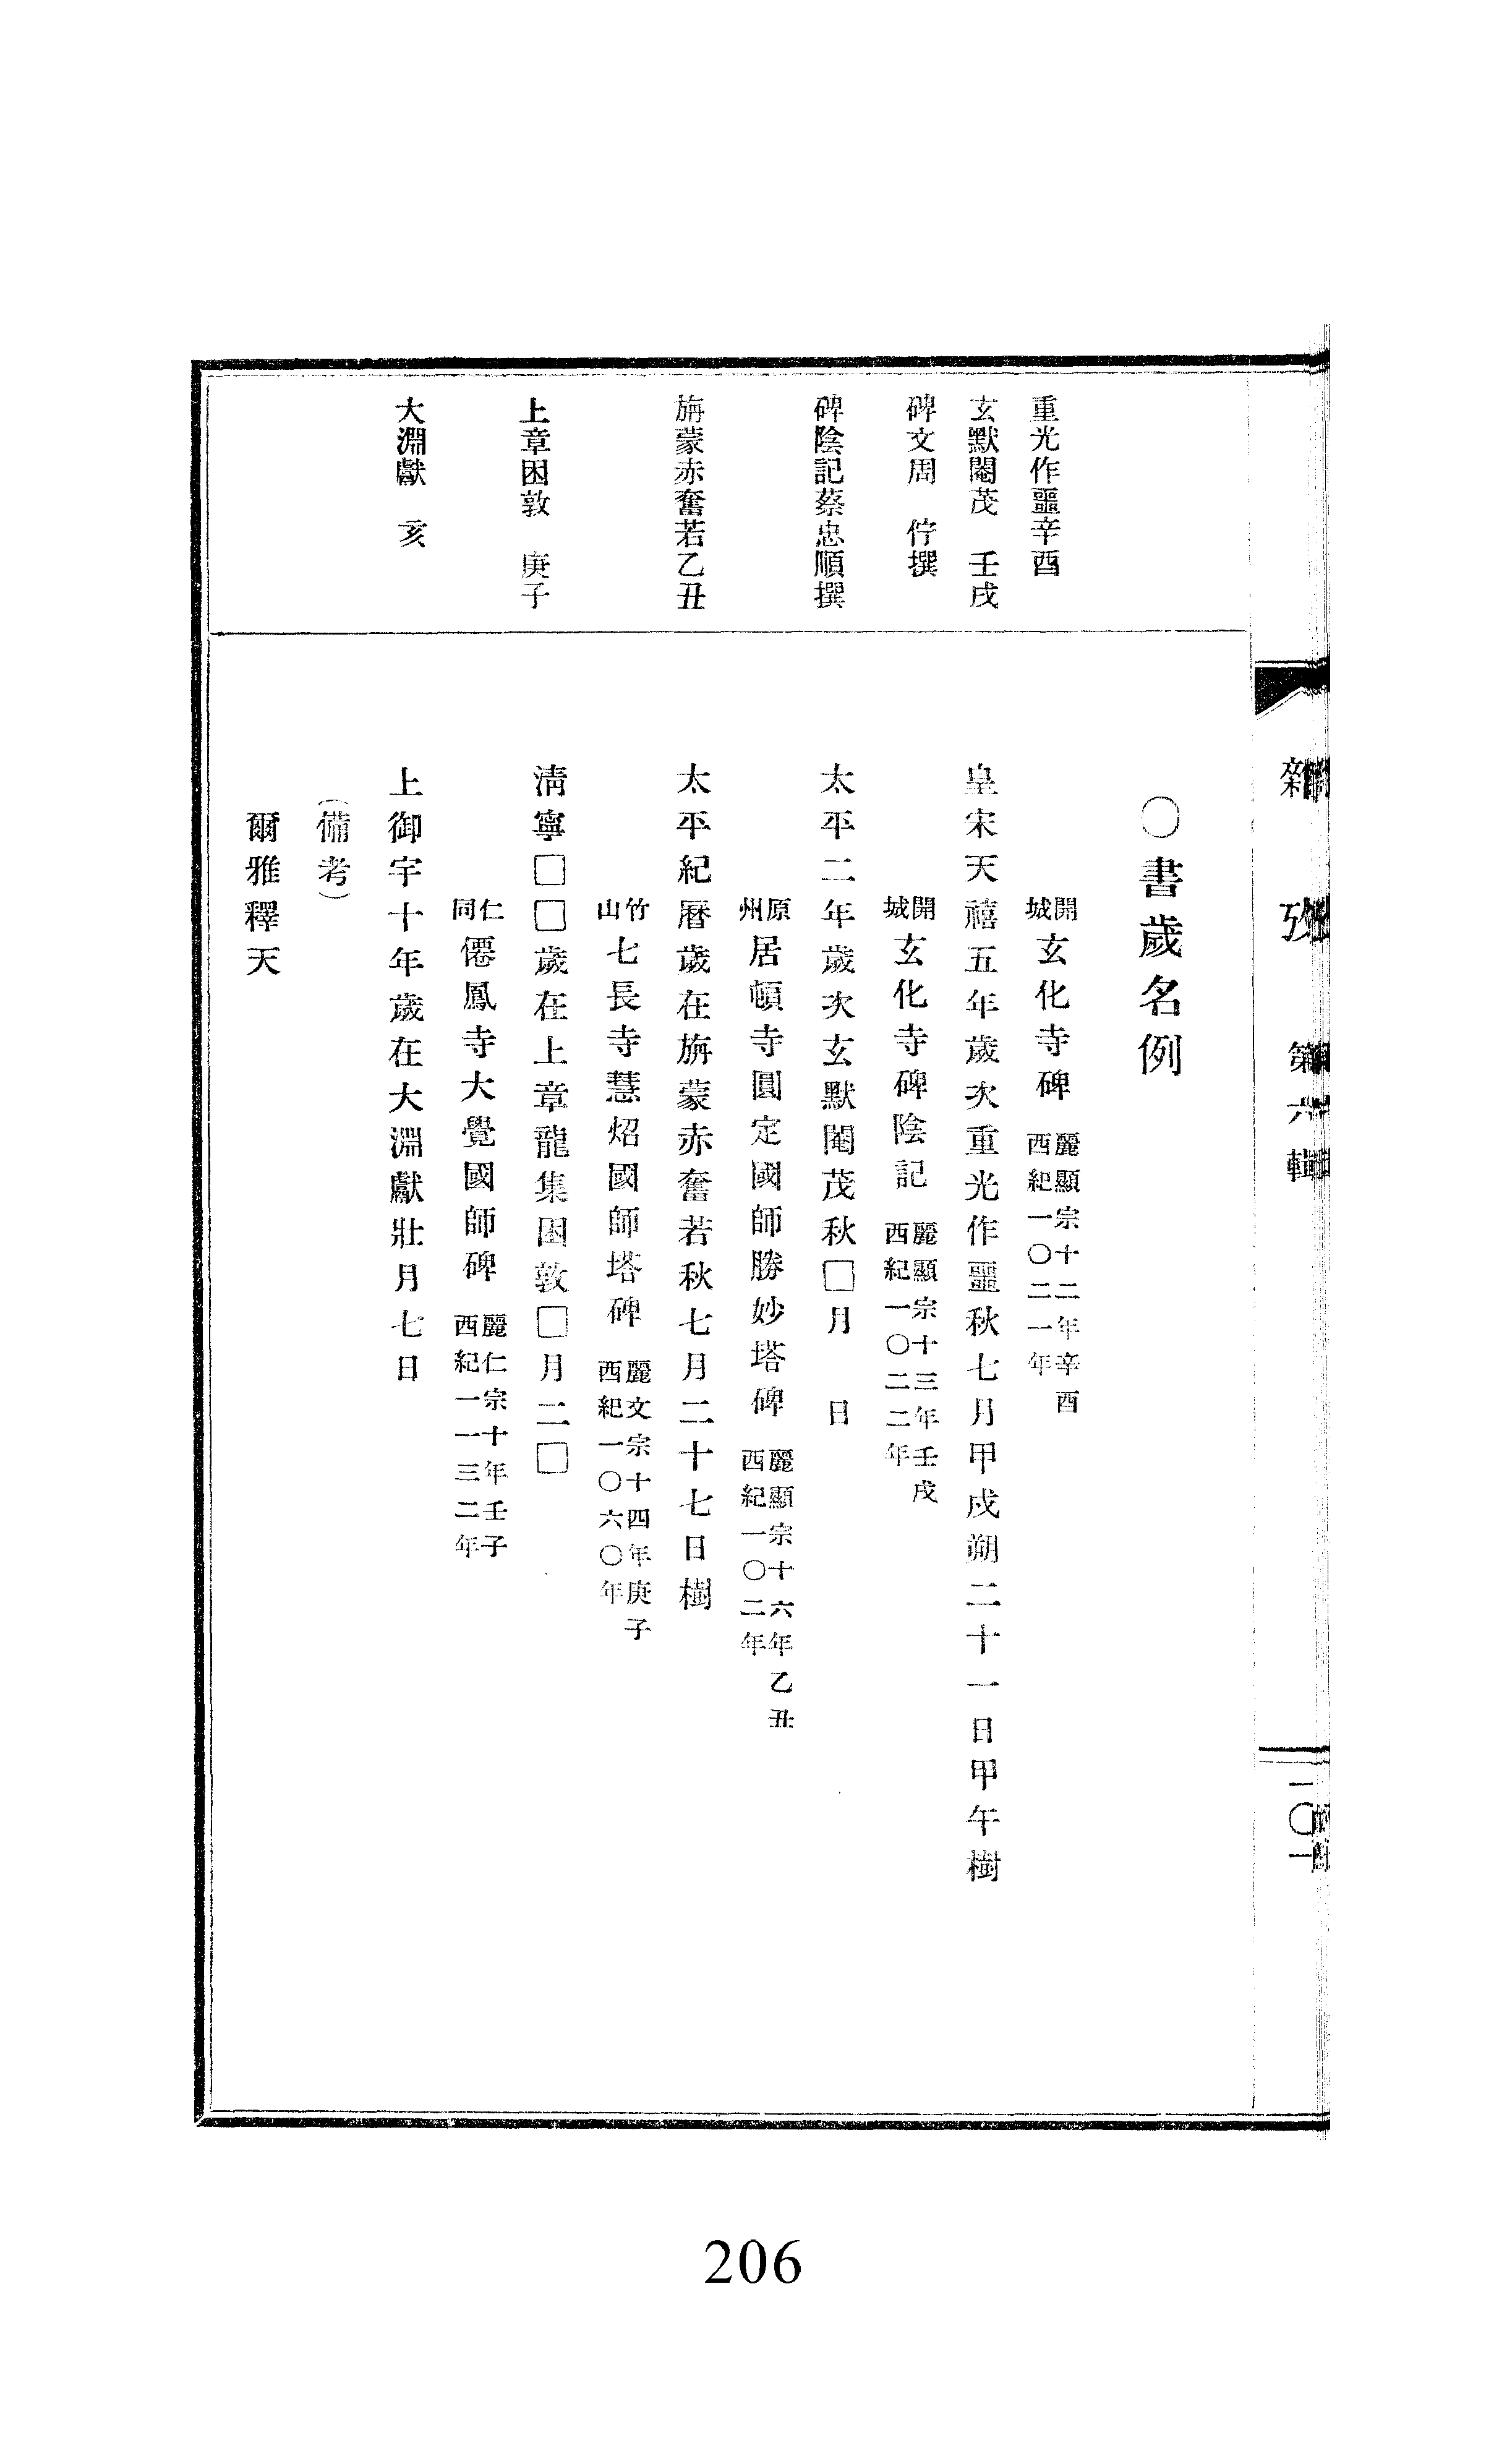 雜攷 第六輯
一〇一
重光作噩辛酉
玄黓閹茂 壬戌
碑文周 佇撰
碑陰記蔡忠順撰
旃蒙赤奮若乙丑
上章困敦 庚子
大淵獻 亥
〇書歲名例
開城玄化寺碑 麗顯宗十二年辛酉 西紀一〇二一年
皇宋天禧五年歲次重光作噩秋七月甲戌朔二十一日甲午樹
開城玄化寺碑陰記 麗顯宗十三年壬戌 西紀一〇二二年
太平二年歲次玄默閹茂秋□月 日
原州居頓寺圓定國師勝妙塔碑 麗顯宗十六年乙丑 西紀一〇二年
太平紀曆歲在旃蒙赤奮若秋七月二十七日樹
竹山七長寺慧炤國師塔碑 麗文宗十四年庚子 西紀一〇六〇年
淸寧□□歲在上章龍集困敦□月二□
仁同僊鳳寺大覺國師碑 麗仁宗十年壬子 西紀一一三二年
上御宇十年歲在大淵獻壯月七日
(備考)
爾雅釋天
206